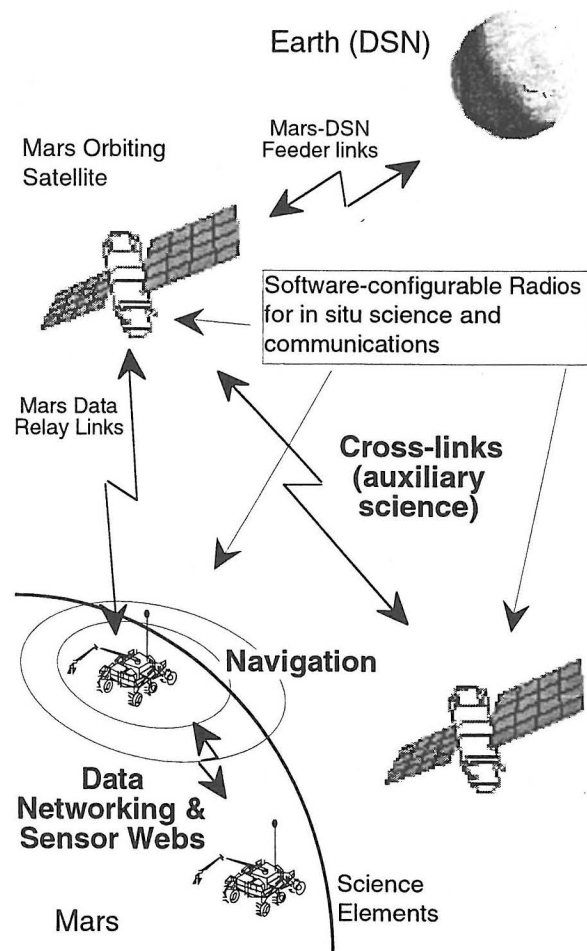 Earth (DSN)
Mars-DSN
Feeder links
Mars Orbiting
Satellite
Software-configurable Radios
for in situ science and
communications
Mars Data
Relay Links
Cross-links
(auxiliary
science)
Navigation
Data
Networking &
Sensor Webs
Science
Elements
Mars